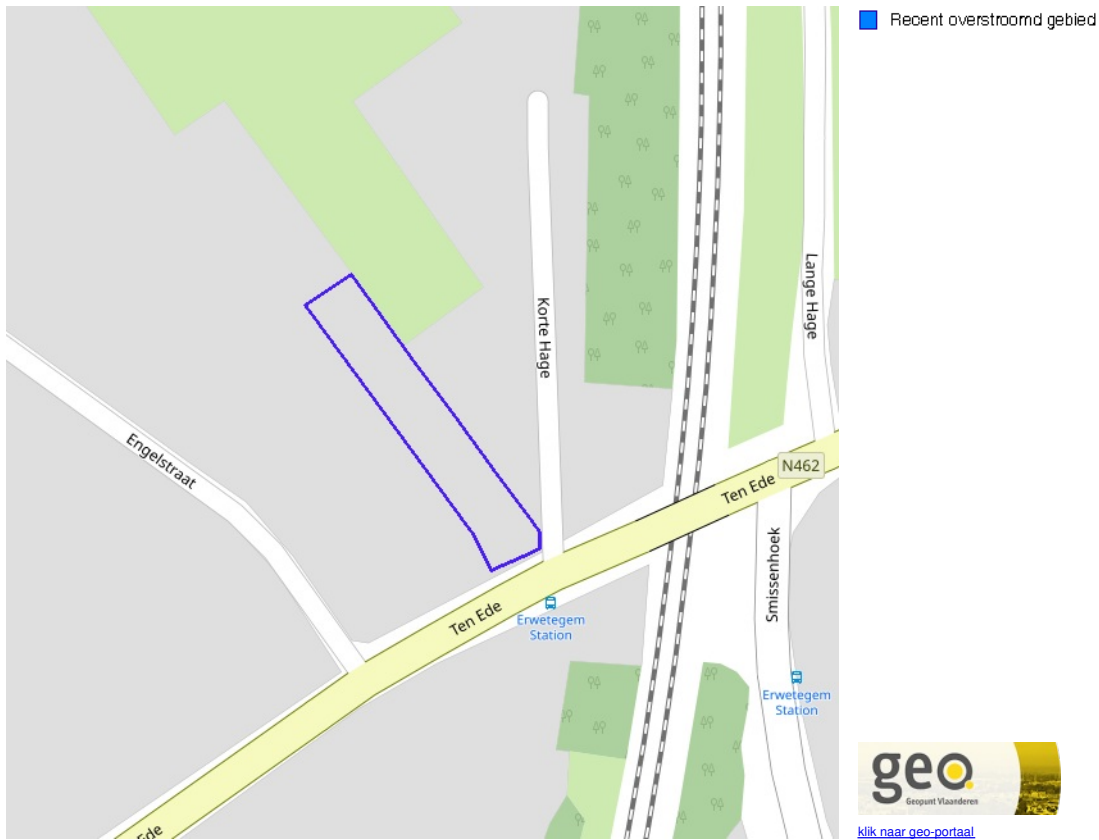 Recent overstroomd gebied
Korte Hage
Lange Hage
Engelstraat
N462
Ten Ede
Smissenhoek
Ten Ede
Erwetegem
Station
Erwetegem
Station
Ede
geo
Geopunt Vlaanderen
klik naar geo-portaal